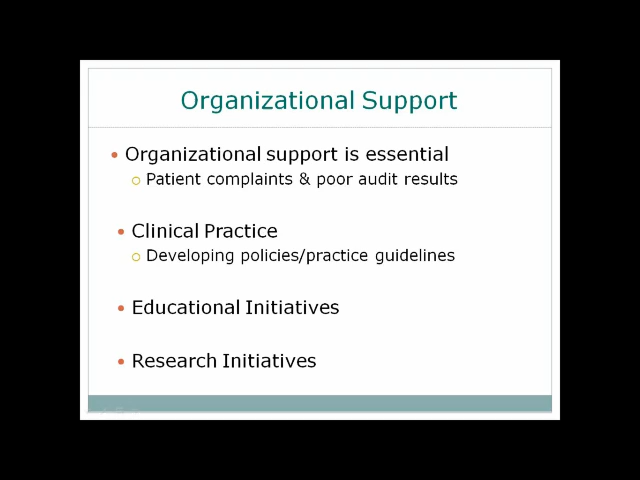 Organizational Support
• Organizational support is essential
○ Patient complaints & poor audit results
• Clinical Practice
○ Developing policies/practice guidelines
• Educational Initiatives
• Research Initiatives